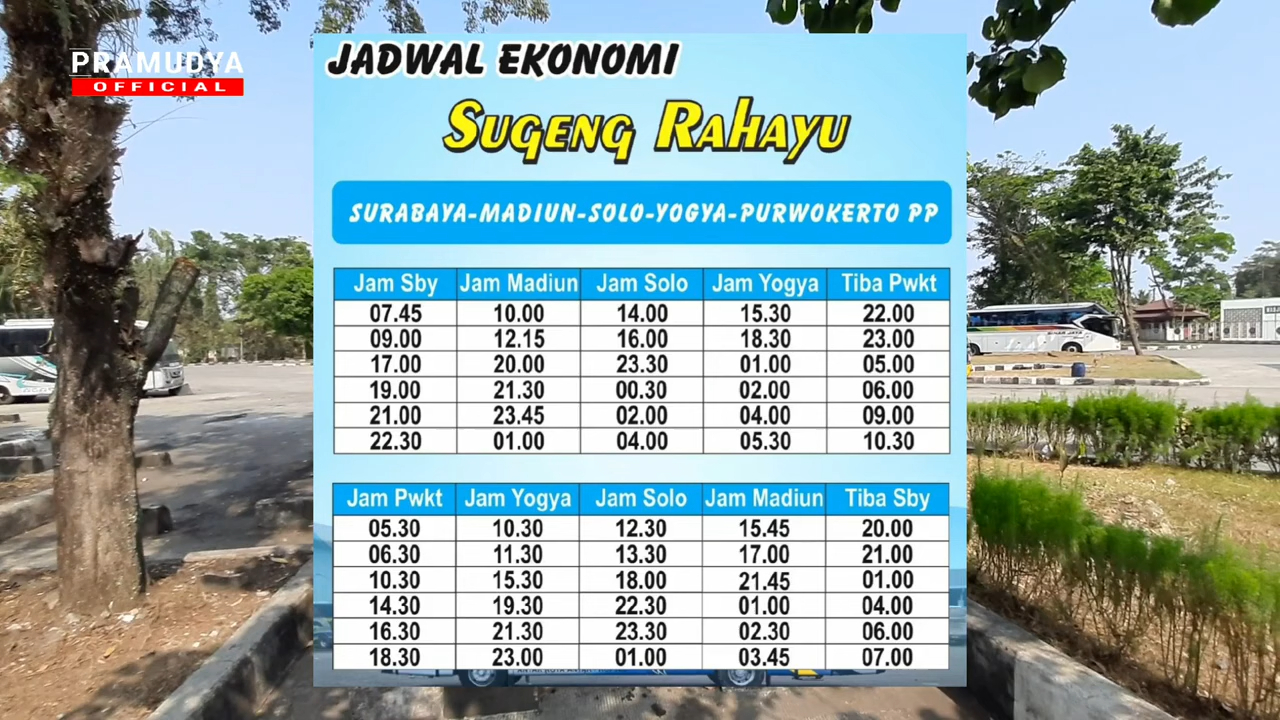 PRAMUDYA
OFFICIAL
JADWAL EKONOMI
SUGENG RAHAYU
SURABAYA-MADIUN-SOLO-YOGYA-PURWOKERTO PP
Jam Sby Jam Madiun Jam Solo Jam Yogya Tiba Pwkt
07.45 10.00 14.00 15.30 22.00
09.00 12.15 16.00 18.30 23.00
17.00 20.00 23.30 01.00 05.00
19.00 21.30 00.30 02.00 06.00
21.00 23.45 02.00 04.00 09.00
22.30 01.00 04.00 05.30 10.30
Jam Pwkt Jam Yogya Jam Solo Jam Madiun Tiba Sby
05.30 10.30 12.30 15.45 20.00
06.30 11.30 13.30 17.00 21.00
10.30 15.30 18.00 21.45 01.00
14.30 19.30 22.30 01.00 04.00
16.30 21.30 23.30 02.30 06.00
18.30 23.00 01.00 03.45 07.00